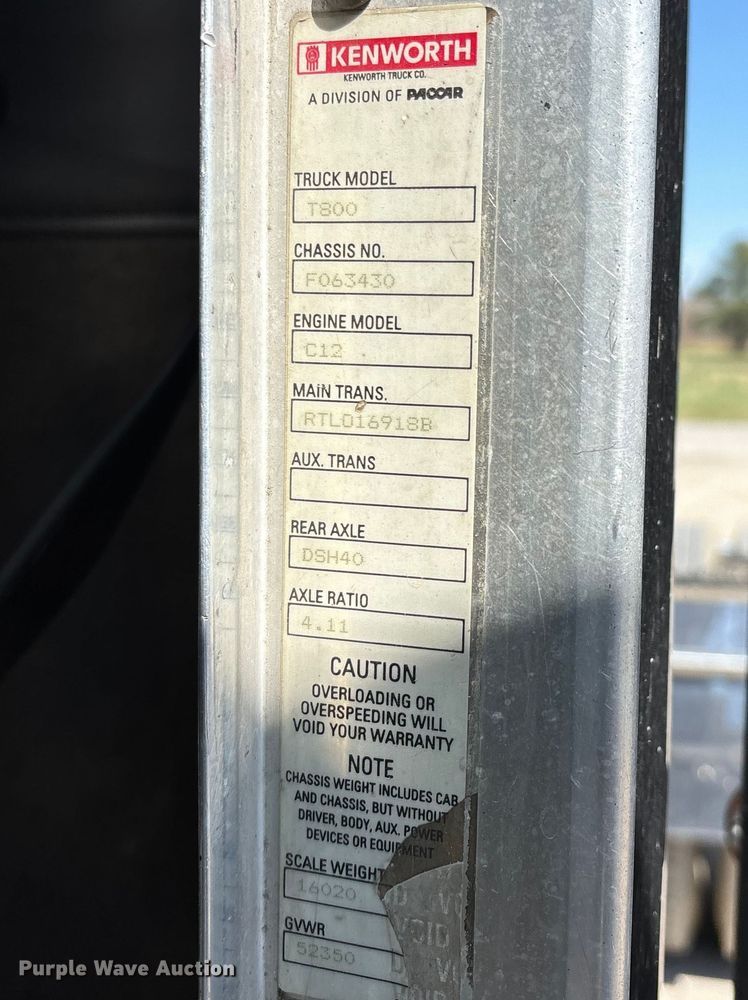 KENWORTH
KENWORTH TRUCK CO.
A DIVISION OF PACCAR
TRUCK MODEL
T800
CHASSIS NO.
F063430
ENGINE MODEL
C12
MAIN TRANS.
RTLO16918B
AUX. TRANS
REAR AXLE
DSH40
AXLE RATIO
4.11
CAUTION
OVERLOADING OR
OVERSPEEDING WILL
VOID YOUR WARRANTY
NOTE
CHASSIS WEIGHT INCLUDES CAB
AND CHASSIS, BUT WITHOUT
DRIVER, BODY, AUX. POWER
DEVICES OR EQUIPMENT
SCALE WEIGHT
16020
VOID
GVWR
52350
Purple Wave Auction